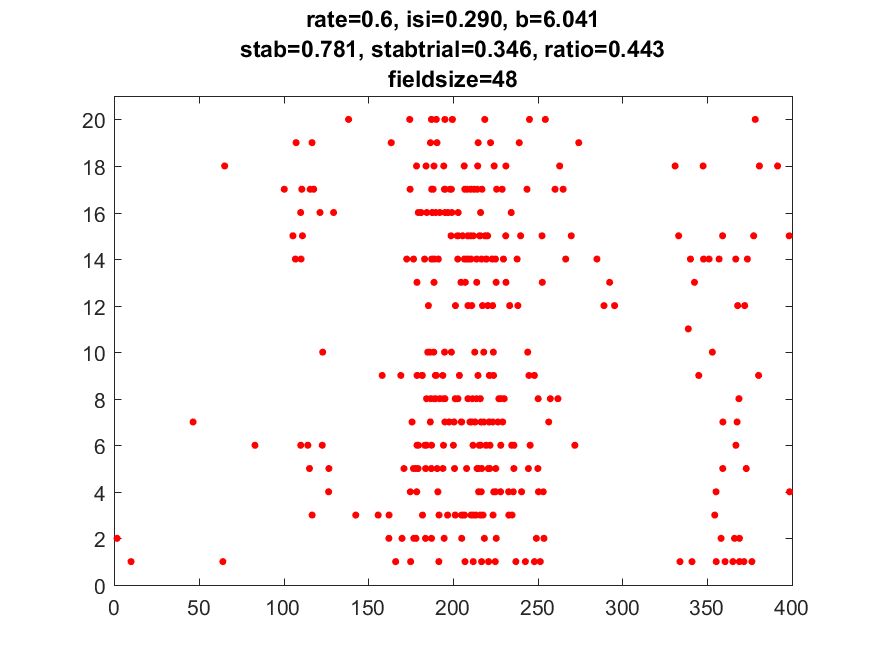 rate=0.6, isi=0.290, b=6.041
stab=0.781, stabtrial=0.346, ratio=0.443
fieldsize=48
20
18
16
14
12
10
8
6
4
2
0
0 50 100 150 200 250 300 350 400